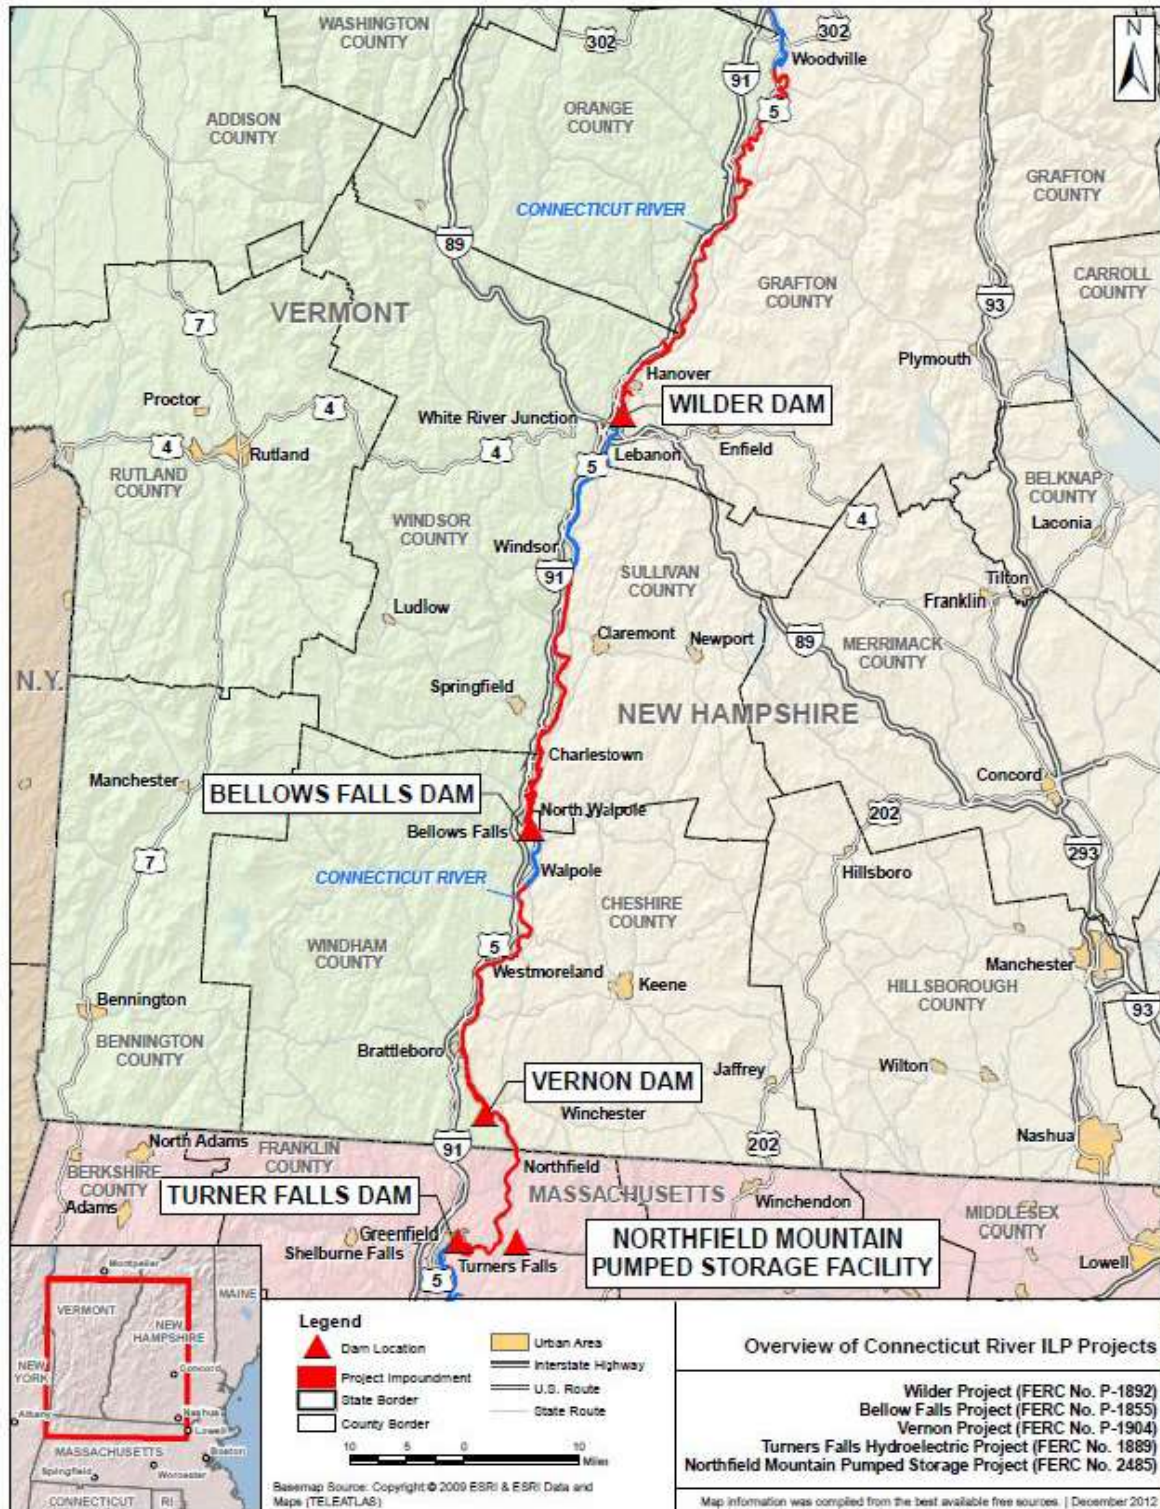 WASHINGTON
COUNTY
302
302
N
Woodville
91
5
ADDISON
COUNTY
ORANGE
COUNTY
GRAFTON
COUNTY
CONNECTICUT RIVER
89
CARROLL
COUNTY
GRAFTON
COUNTY
93
VERMONT
7
Plymouth
Hanover
Proctor
4
White River Junction
WILDER DAM
4
Rutland
4
Lebanon
Enfield
5
RUTLAND
COUNTY
BELKNAP
COUNTY
WINDSOR
COUNTY
4
Laconia
Windsor
91
SULLIVAN
COUNTY
Tilton
Franklin
Ludlow
Claremont
Newport
89
MERRIMACK
COUNTY
N.Y.
Springfield
NEW HAMPSHIRE
Charlestown
Manchester
BELLOWS FALLS DAM
Concord
North Walpole
202
Bellows Falls
293
7
Walpole
Hillsboro
CONNECTICUT RIVER
CHESHIRE
COUNTY
5
WINDHAM
COUNTY
Westmoreland
Keene
Manchester
HILLSBOROUGH
COUNTY
Bennington
93
BENNINGTON
COUNTY
Brattleboro
VERNON DAM
Jaffrey
Wilton
Winchester
Nashua
North Adams
FRANKLIN
COUNTY
91
202
BERKSHIRE
COUNTY
Northfield
TURNER FALLS DAM
MASSACHUSETTS
Winchendon
Adams
MIDDLESEX
COUNTY
Greenfield
Shelburne Falls
NORTHFIELD MOUNTAIN
PUMPED STORAGE FACILITY
Turners Falls
Lowell
5
Montpelier
VERMONT
MAINE
NEW
HAMPSHIRE
NEW
YORK
Concord
Albany
Nashua
Lowell
MASSACHUSETTS
Boston
Springfield
Worcester
CONNECTICUT
RI
Legend
Dam Location
Project Impoundment
State Border
County Border
Urban Area
Interstate Highway
U.S. Route
State Route
10 5 0 10
Miles
Basemap Source: Copyright © 2009 ESRI & ESRI Data and
Maps (TELEATLAS)
Overview of Connecticut River ILP Projects
Wilder Project (FERC No. P-1892)
Bellow Falls Project (FERC No. P-1855)
Vernon Project (FERC No. P-1904)
Turners Falls Hydroelectric Project (FERC No. 1889)
Northfield Mountain Pumped Storage Project (FERC No. 2485)
Map information was compiled from the best available free sources. | December 2012